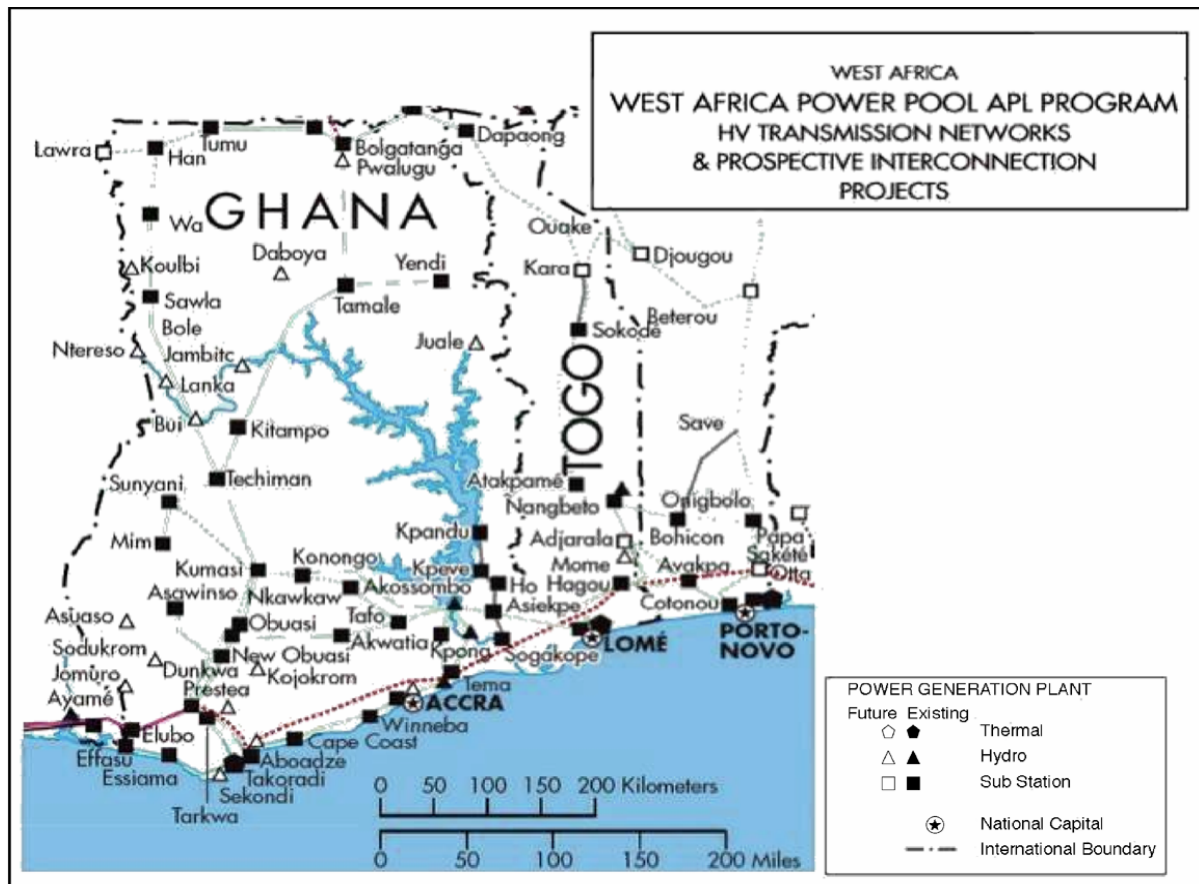 WEST AFRICA
WEST AFRICA POWER POOL APL PROGRAM
HV TRANSMISSION NETWORKS
& PROSPECTIVE INTERCONNECTION
PROJECTS
Lawra
Han
Tumu
Bolgatanga
Pwalugu
Dapaong
GHANA
Wa
Ouake
Koulbi
Daboya
Yendi
Kara
Djougou
Sawla
Tamale
Beterou
Bole
Sokodé
Ntereso
Jambitc
Juale
Lanka
TOGO
Bui
Kitampo
Save
Techiman
Sunyani
Atakpamé
Nangbeto
Onigbolo
Mim
Kpandu
Adjarala
Bohicon
Papa
Sakété
Kumasi
Konongo
Kpeve
Mome
Hagou
Avakpa
Otta
Asawinso
Nkawkaw
Akossombo
Ho
Asuaso
Obuasi
Tafo
Asiekpe
Cotonou
Sodukrom
New Obuasi
Akwatia
Kpong
Sogakope
LOMÉ
PORTO-
NOVO
Jomuro
Dunkwa
Kojokrom
Ayamé
Prestea
Tema
ACCRA
Elubo
Winneba
Effasu
Cape Coast
Essiama
Aboadze
Takoradi
Sekondi
Tarkwa
0 50 100 150 200 Kilometers
0 50 100 150 200 Miles
POWER GENERATION PLANT
Future Existing
Thermal
Hydro
Sub Station
National Capital
International Boundary